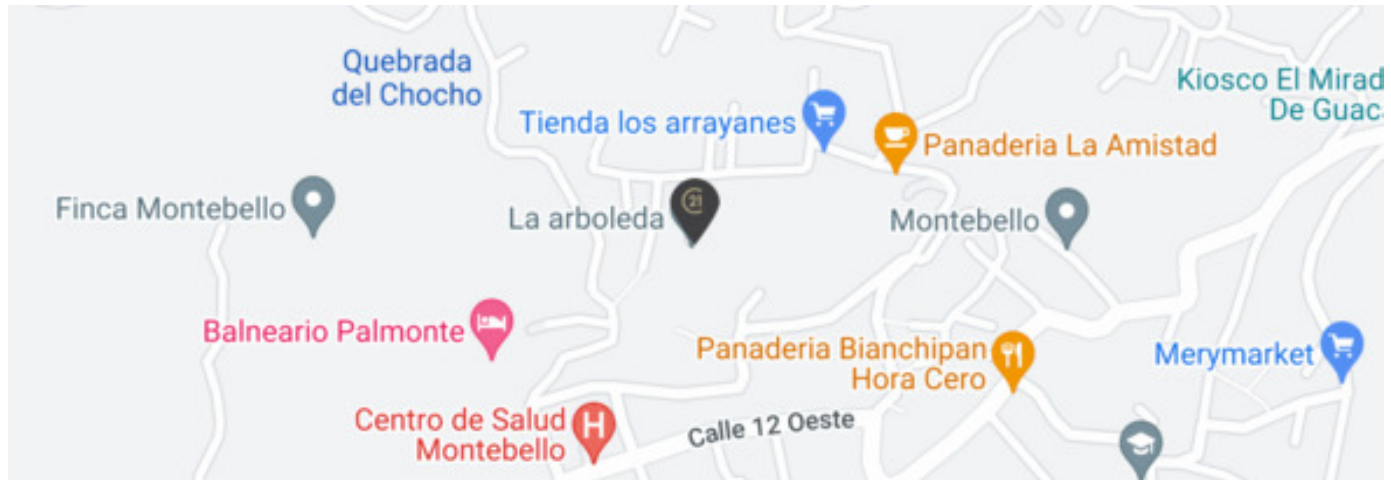 Quebrada
del Chocho
Kiosco El Mirad
De Guac
Tienda los arrayanes
Panaderia La Amistad
Finca Montebello
La arboleda
21
Montebello
Balneario Palmonte
Panaderia Bianchipan
Hora Cero
Merymarket
Centro de Salud
Montebello
H
Calle 12 Oeste